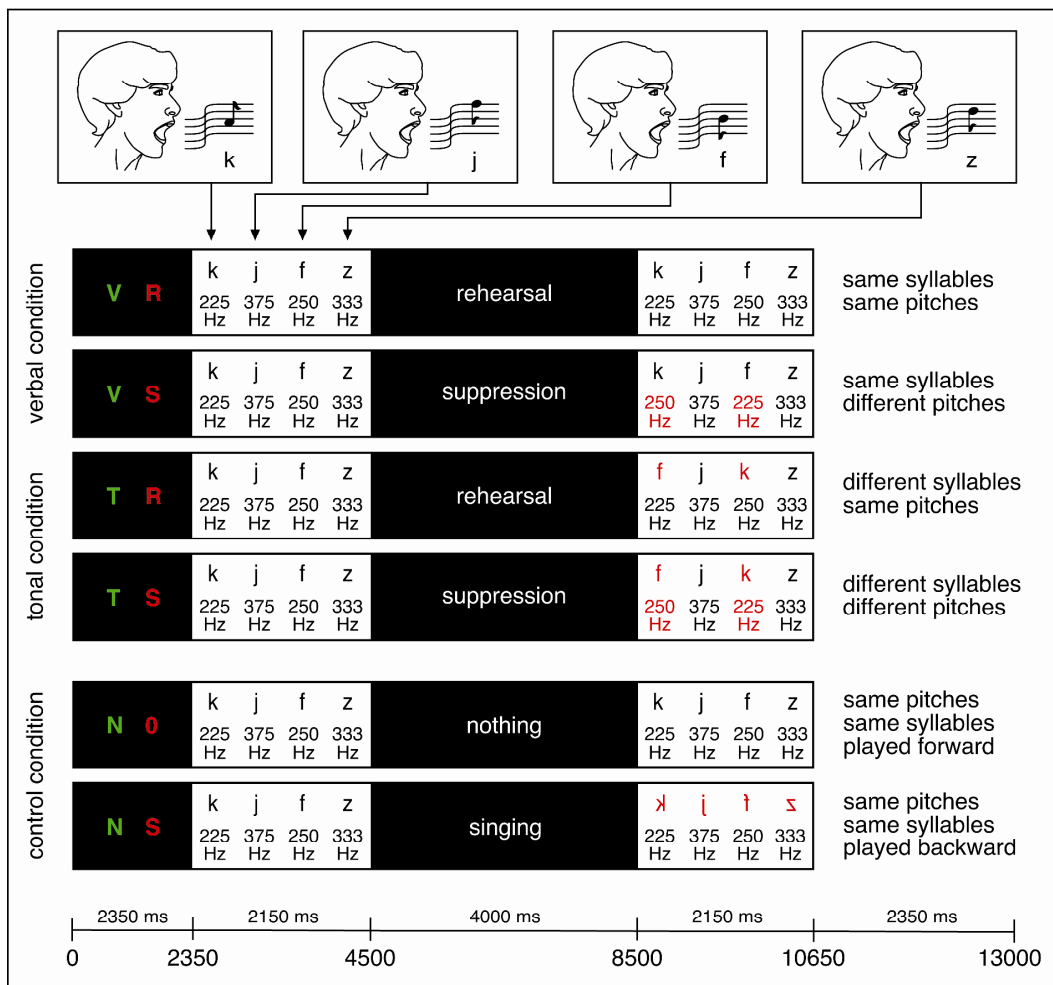 k
j
f
z
verbal condition
V R
k j f z
225 375 250 333
Hz Hz Hz Hz
rehearsal
k j f z
225 375 250 333
Hz Hz Hz Hz
same syllables
same pitches
V S
k j f z
225 375 250 333
Hz Hz Hz Hz
suppression
k j f z
250 375 225 333
Hz Hz Hz Hz
same syllables
different pitches
tonal condition
T R
k j f z
225 375 250 333
Hz Hz Hz Hz
rehearsal
f j k z
225 375 250 333
Hz Hz Hz Hz
different syllables
same pitches
T S
k j f z
225 375 250 333
Hz Hz Hz Hz
suppression
f j k z
250 375 225 333
Hz Hz Hz Hz
different syllables
different pitches
control condition
N 0
k j f z
225 375 250 333
Hz Hz Hz Hz
nothing
k j f z
225 375 250 333
Hz Hz Hz Hz
same pitches
same syllables
played forward
N S
k j f z
225 375 250 333
Hz Hz Hz Hz
singing
k j f z
225 375 250 333
Hz Hz Hz Hz
same pitches
same syllables
played backward
2350 ms 2150 ms 4000 ms 2150 ms 2350 ms
0 2350 4500 8500 10650 13000